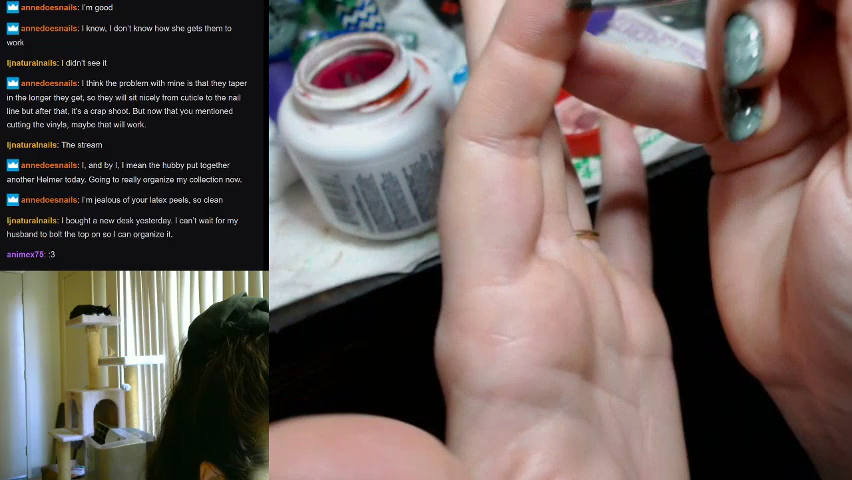 annedoesnails: I'm good
annedoesnails: I know, I don't know how she gets them to
work
ljnaturalnails: I didn't see it
annedoesnails: I think the problem with mine is that they taper
in the longer they get, so they will sit nicely from cuticle to the nail
line but after that, it's a crap shoot. But now that you mentioned
cutting the vinyls, maybe that will work.
ljnaturalnails: The stream
annedoesnails: I, and by I, I mean the hubby put together
another Helmer today. Going to really organize my collection now.
annedoesnails: I'm jealous of your latex peels, so clean
ljnaturalnails: I bought a new desk yesterday. I can't wait for my
husband to bolt the top on so I can organize it.
animex75: :3